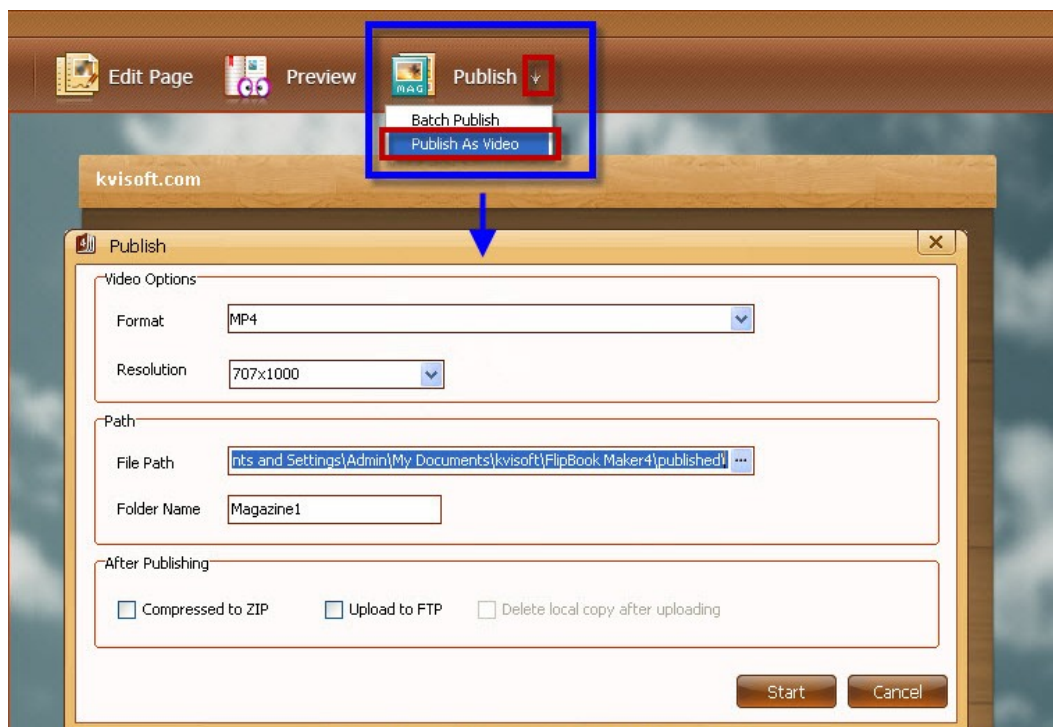 Edit Page Preview MAG Publish
Batch Publish
Publish As Video
kvisoft.com
Publish
Video Options
Format MP4
Resolution 707x1000
Path
File Path nts and Settings\Admin\My Documents\kvisoft\FlipBook Maker4\published\ ...
Folder Name Magazine1
After Publishing
Compressed to ZIP Upload to FTP Delete local copy after uploading
Start Cancel